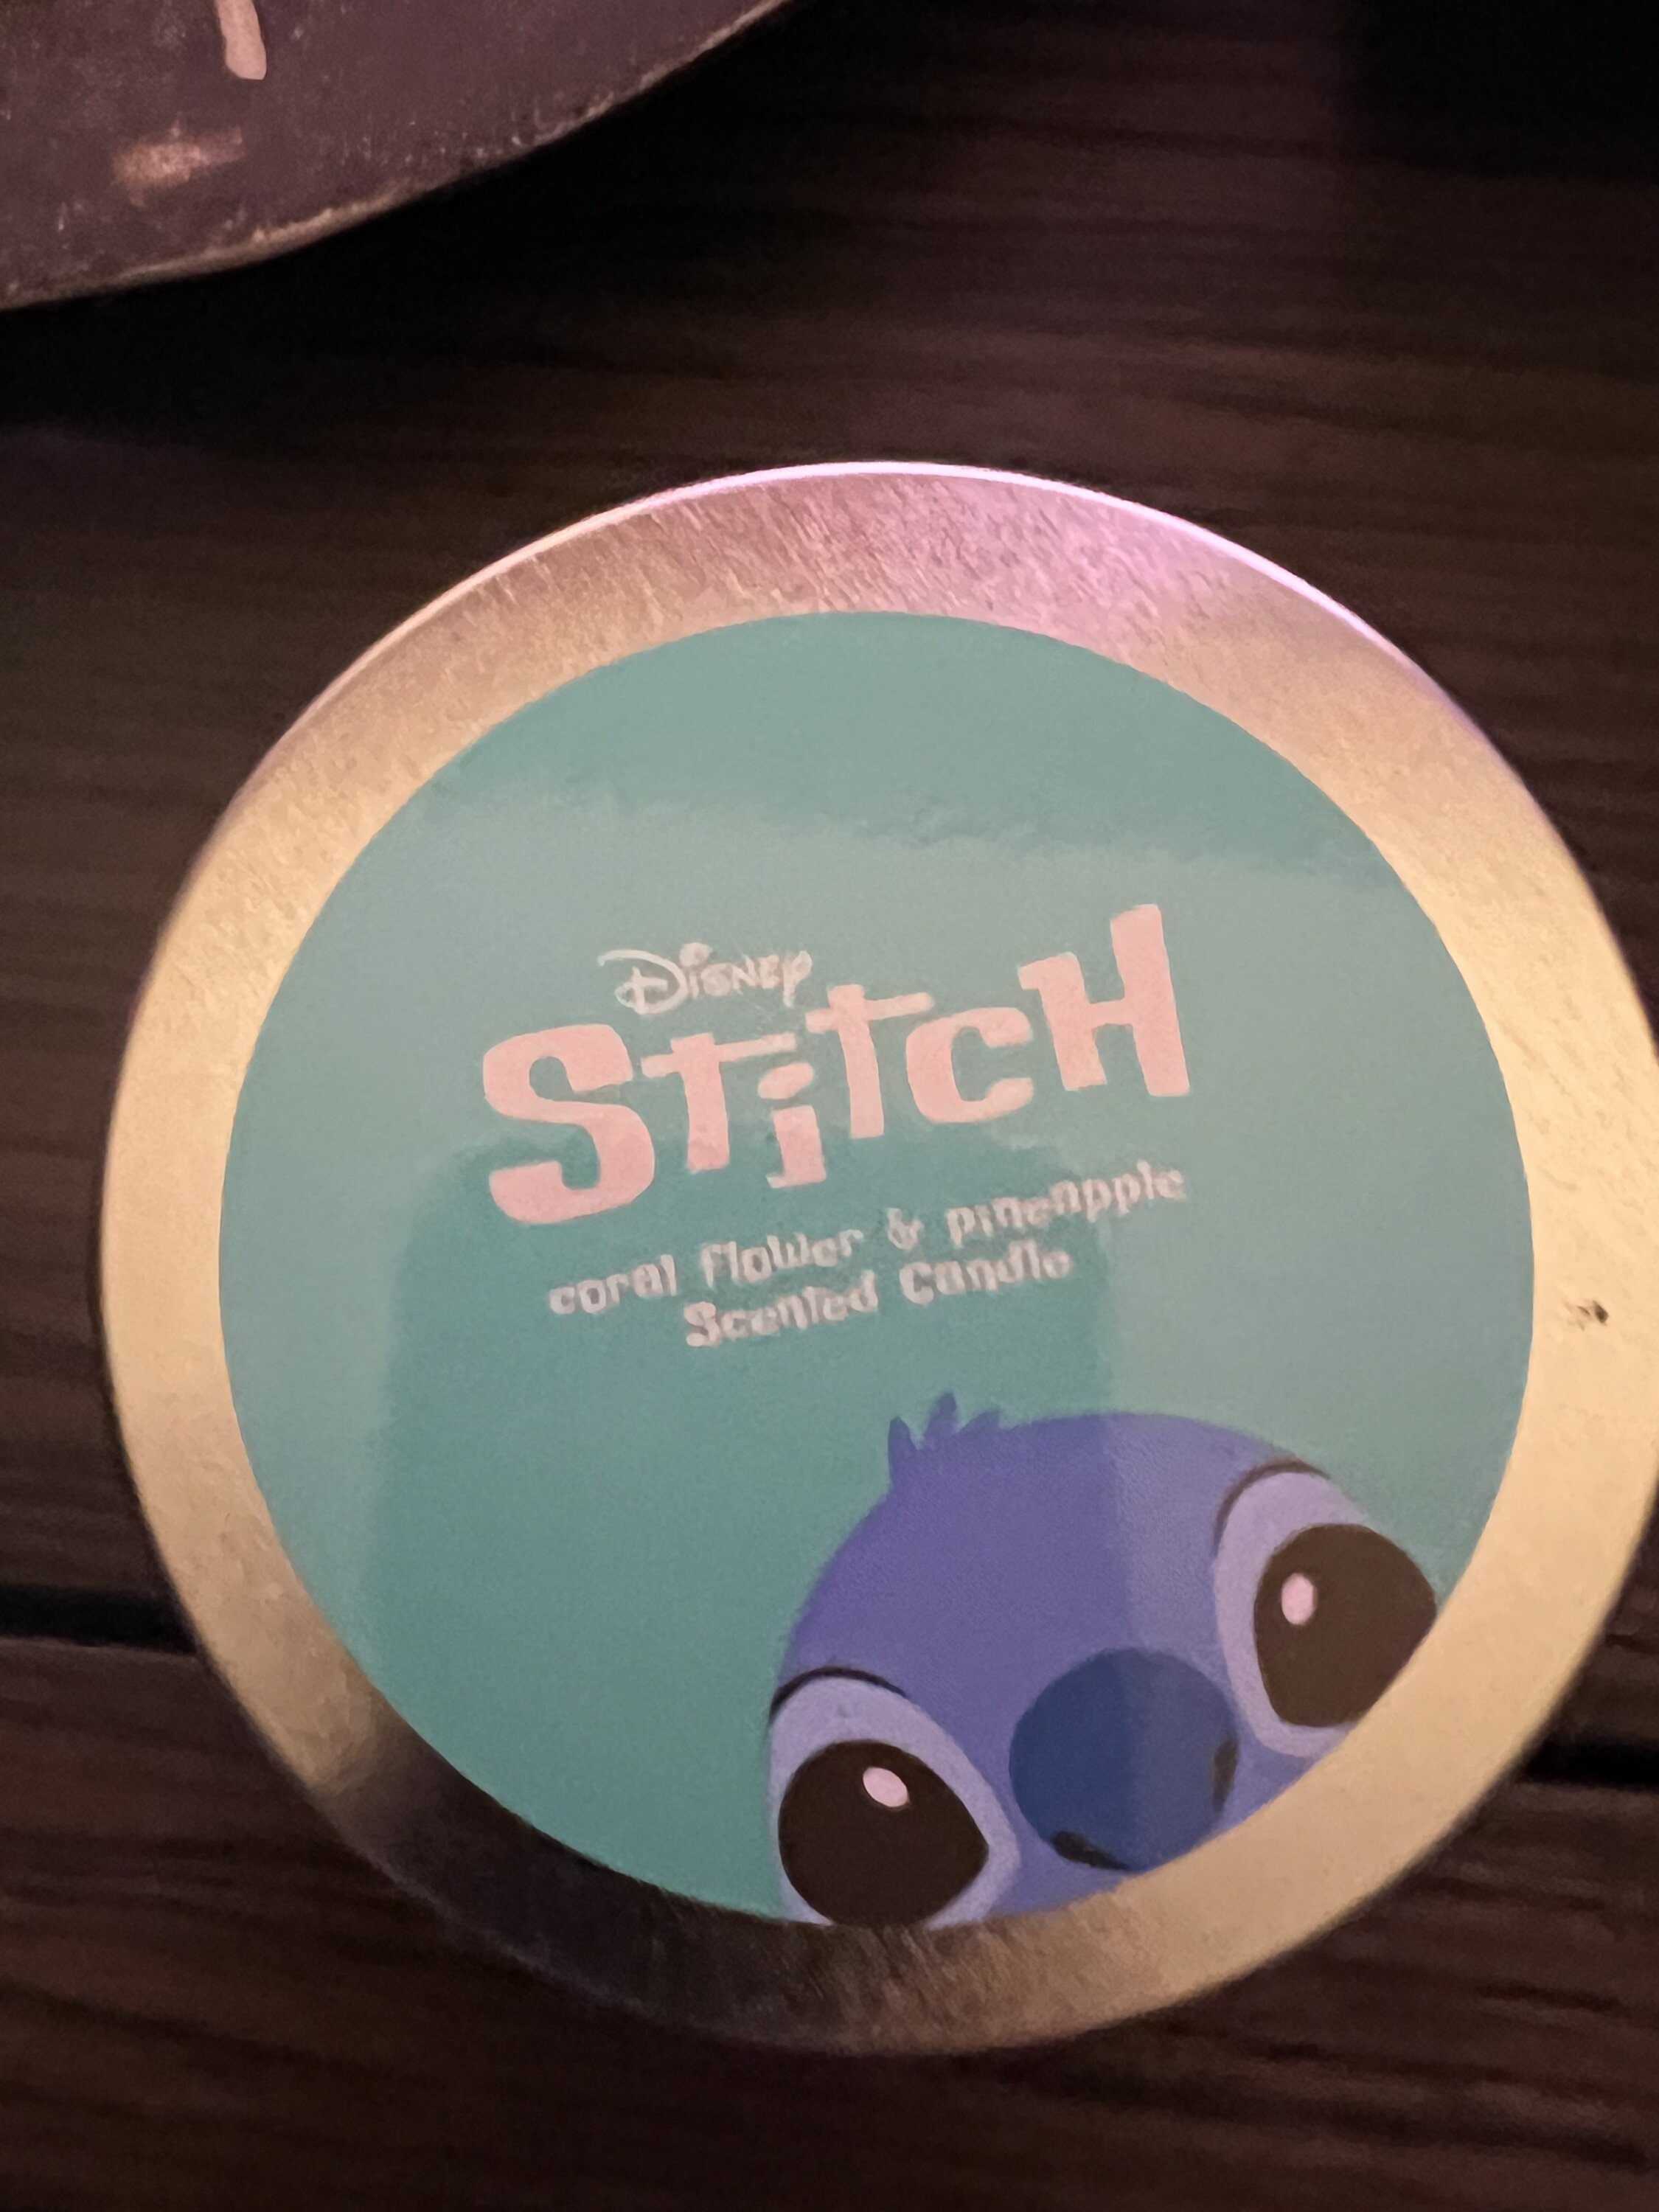 Disney
Stitch
coral flower & pineapple
Scented Candle